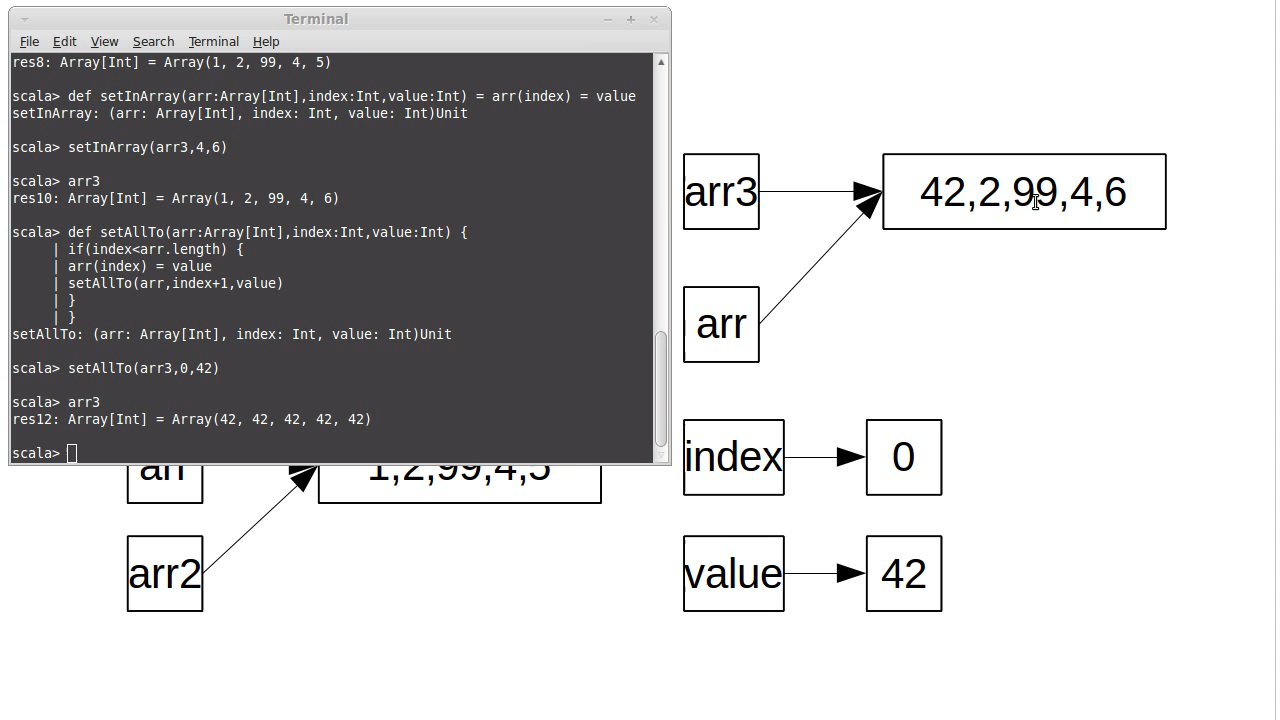 Terminal
File Edit View Search Terminal Help
res8: Array[Int] = Array(1, 2, 99, 4, 5)
scala> def setInArray(arr:Array[Int],index:Int,value:Int) = arr(index) = value
setInArray: (arr: Array[Int], index: Int, value: Int)Unit
scala> setInArray(arr3,4,6)
scala> arr3
res10: Array[Int] = Array(1, 2, 99, 4, 6)
scala> def setAllTo(arr:Array[Int],index:Int,value:Int) {
| if(index<arr.length) {
| arr(index) = value
| setAllTo(arr,index+1,value)
| }
| }
setAllTo: (arr: Array[Int], index: Int, value: Int)Unit
scala> setAllTo(arr3,0,42)
scala> arr3
res12: Array[Int] = Array(42, 42, 42, 42, 42)
scala>
arr 1,2,99,4,5
arr2
arr3 42,2,99,4,6
arr
index 0
value 42